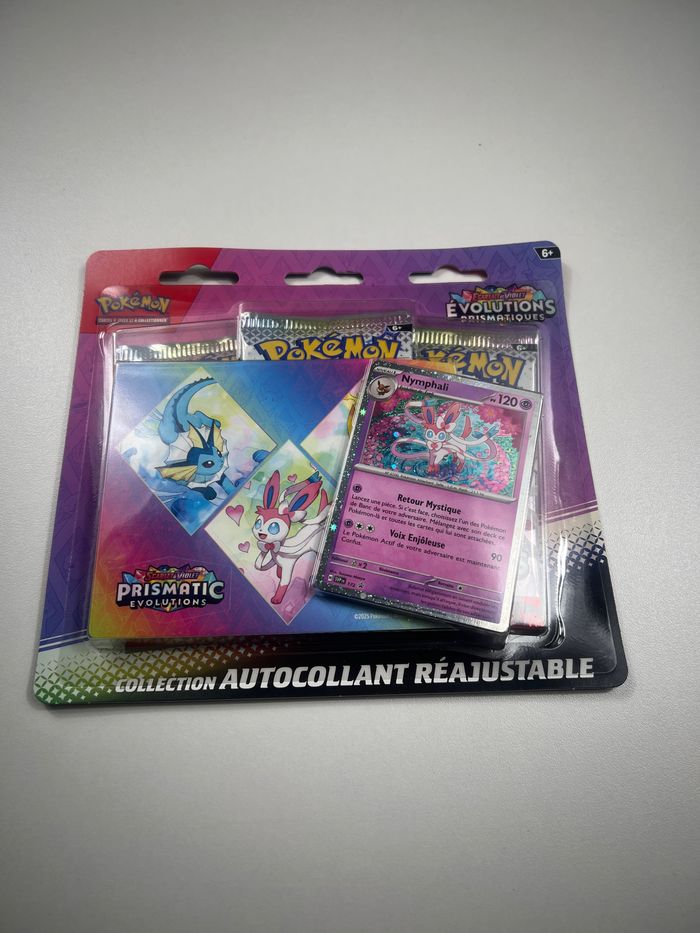 6+
POKÉMON
ÉCARLATE ET VIOLET
ÉVOLUTIONS
PRISMATIQUES
6+
POKÉMON
KÉMON
Nymphali
PV 120
Retour Mystique
Lancez une pièce. Si c'est face, choisissez l'un des Pokémon
de Banc de votre adversaire. Mélangez avec son deck ce
Pokémon-là et toutes les cartes qui lui sont attachées.
Voix Enjôleuse
90
Le Pokémon Actif de votre adversaire est maintenant
Confus.
SCARLET & VIOLET
PRISMATIC
EVOLUTIONS
©2025
COLLECTION AUTOCOLLANT RÉAJUSTABLE